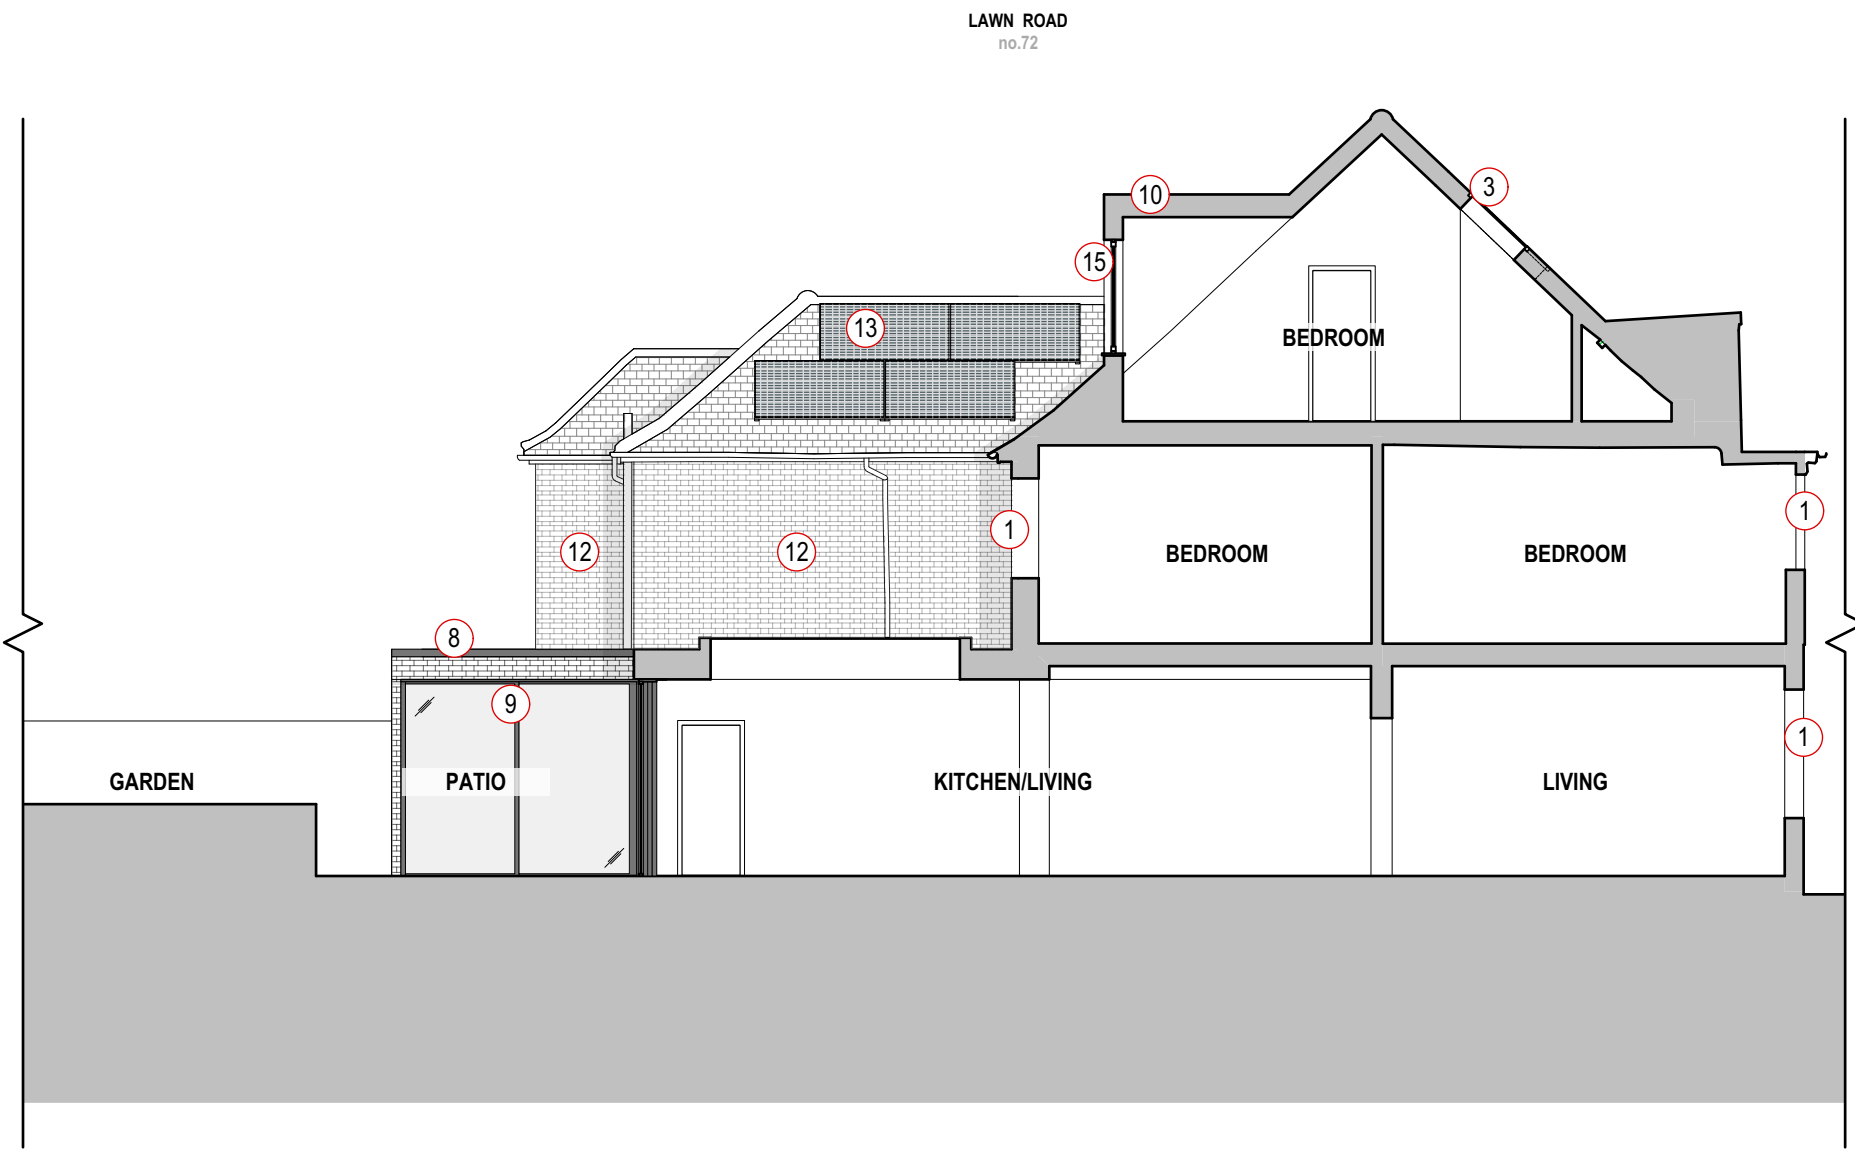 LAWN ROAD
no.72
3
10
15
13
BEDROOM
1
1
12
12
BEDROOM
BEDROOM
8
9
1
GARDEN
PATIO
KITCHEN/LIVING
LIVING